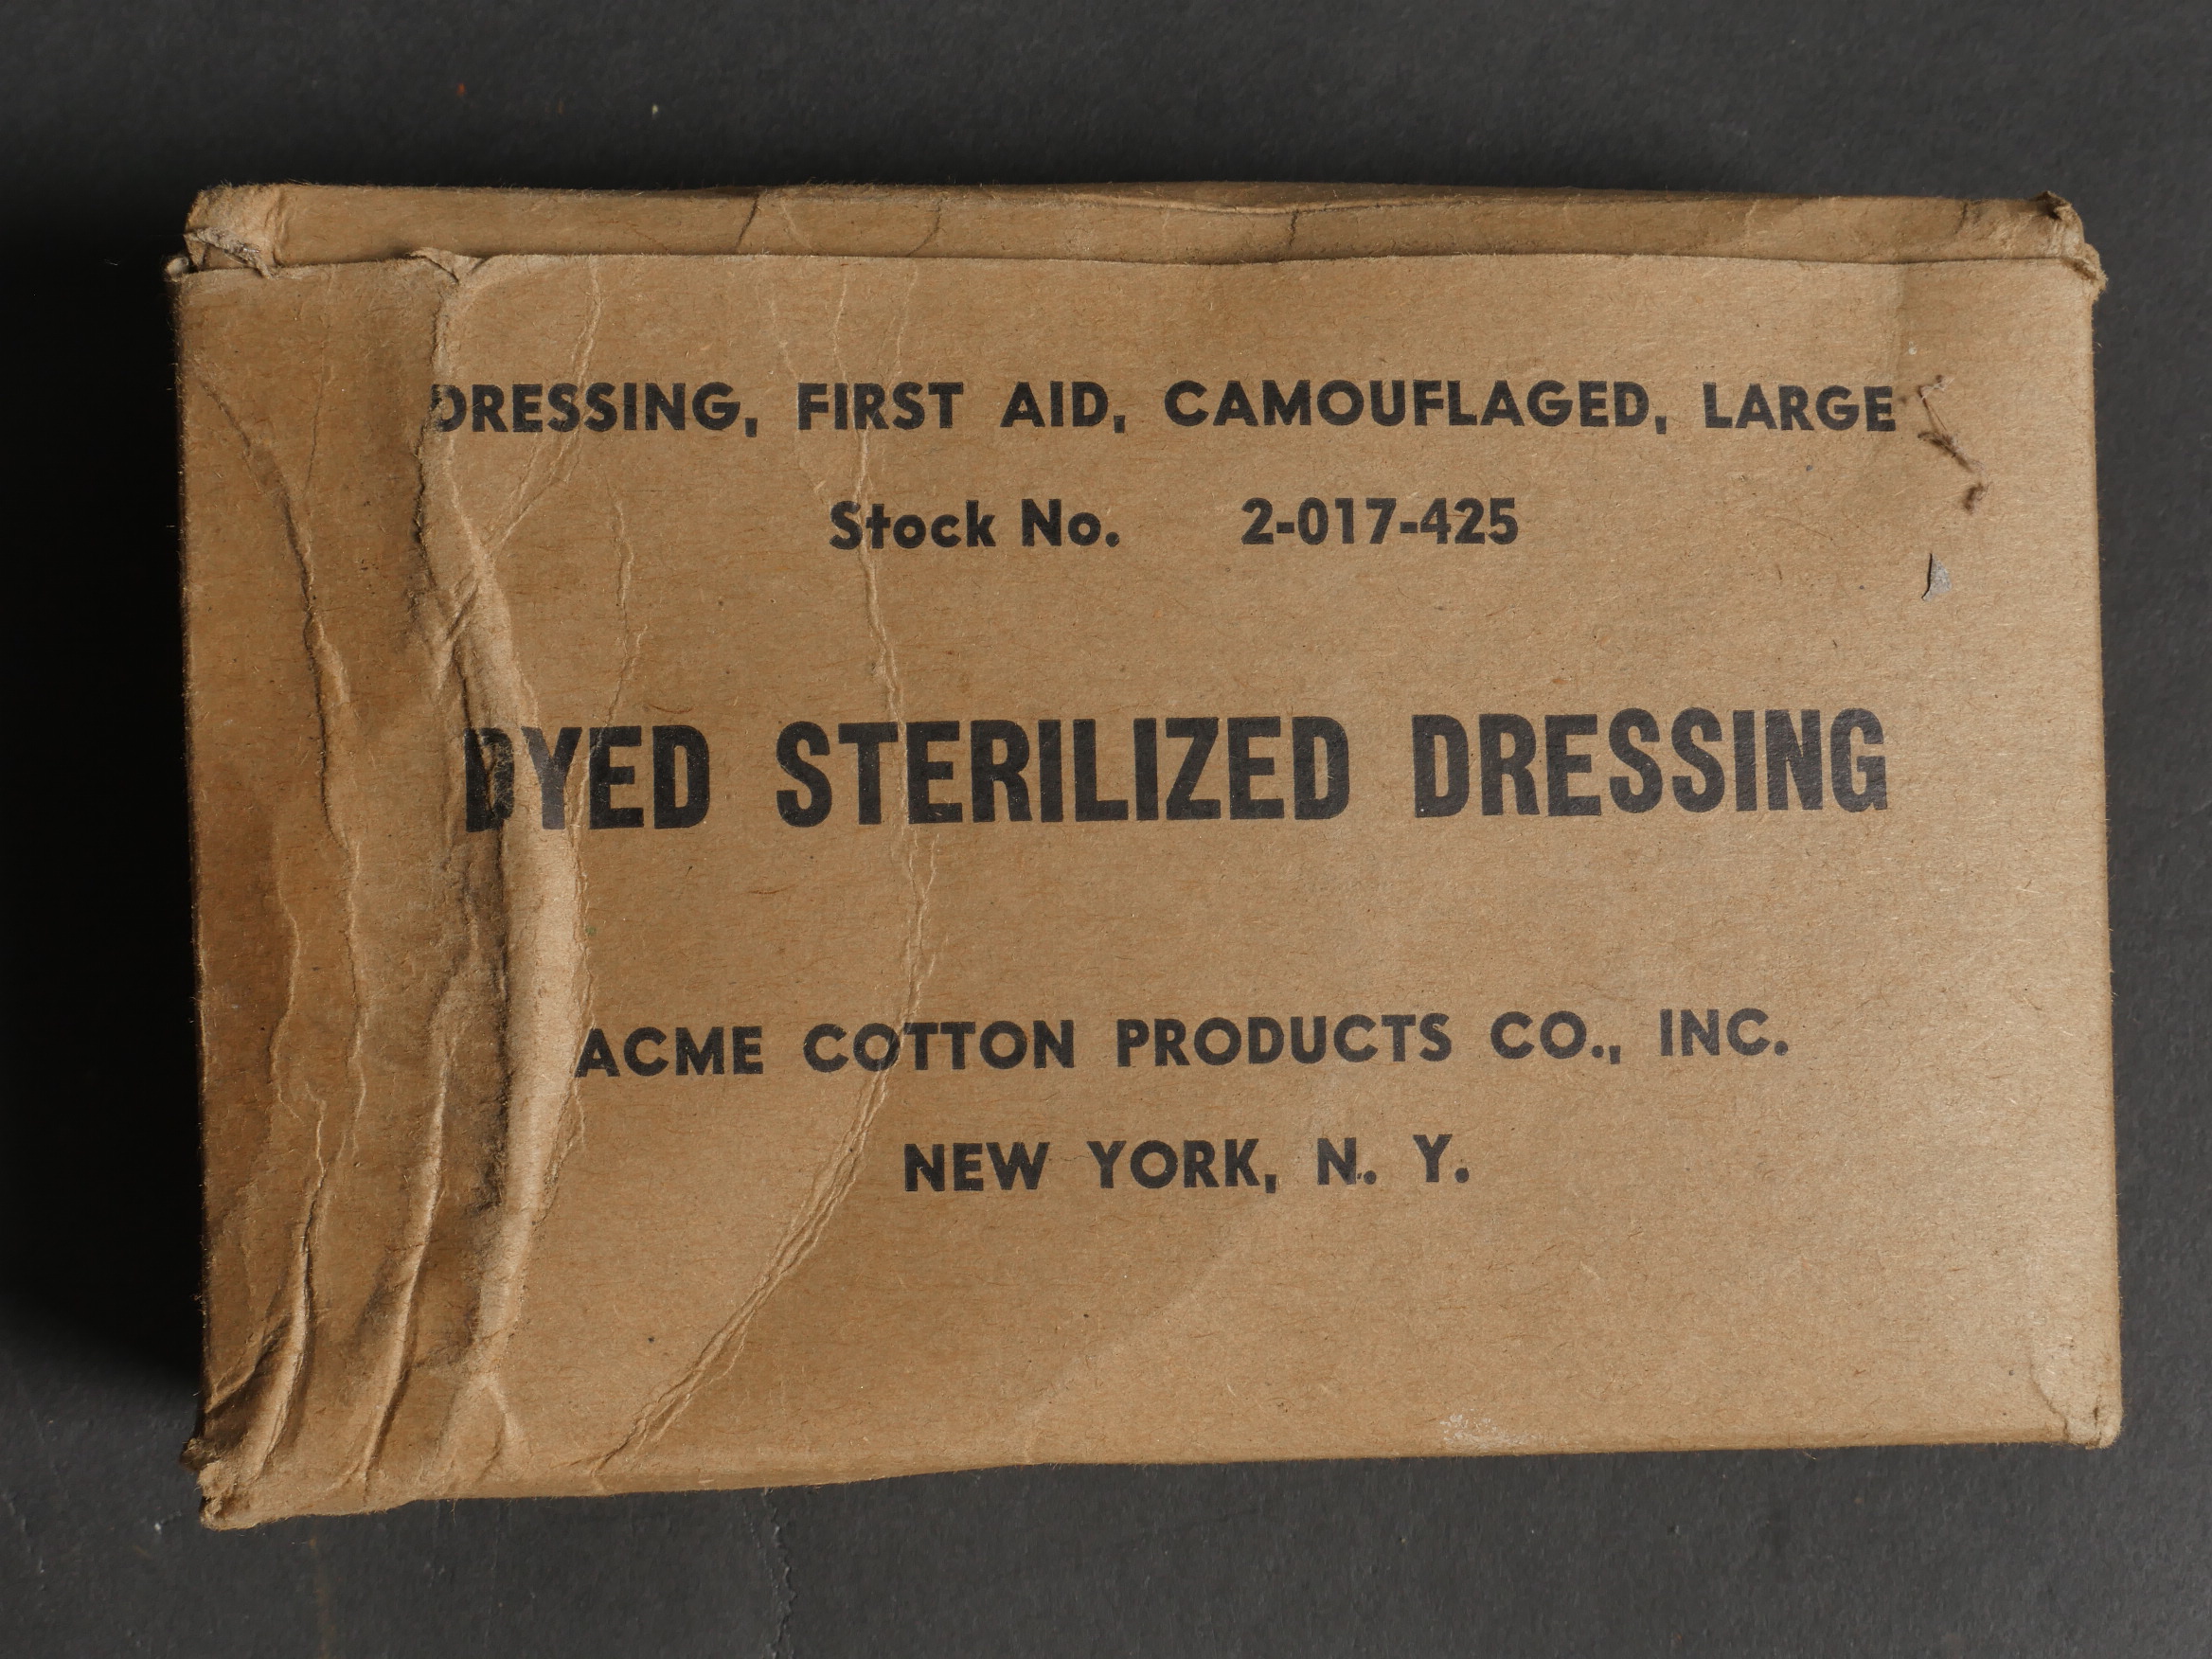 DRESSING, FIRST AID, CAMOUFLAGED, LARGE
Stock No. 2-017-425
DYED STERILIZED DRESSING
ACME COTTON PRODUCTS CO., INC.
NEW YORK, N. Y.